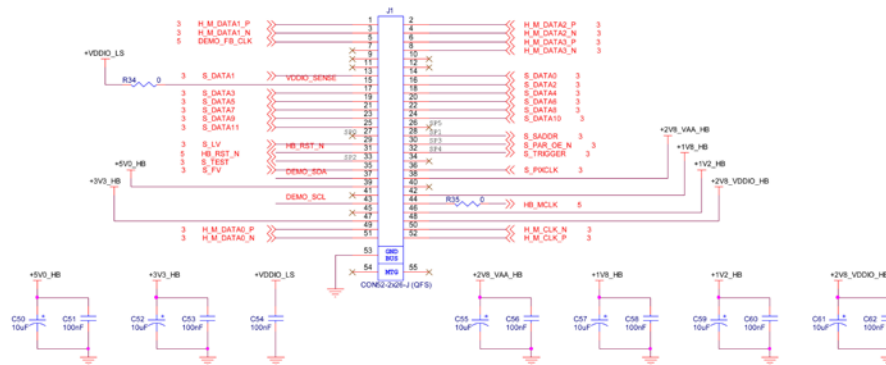 J1
3 H_M_DATA1_P 1 2 H_M_DATA2_P 3
3 H_M_DATA1_N 3 4 H_M_DATA2_N 3
5 DEMO_FB_CLK 5 6 H_M_DATA3_P 3
7 8 H_M_DATA3_N 3
+VDDIO_LS 9 10
11 12
3 S_DATA1 13 14 S_DATA0 3
R34 0 VDDIO_SENSE 15 16 S_DATA2 3
3 S_DATA3 17 18 S_DATA4 3
3 S_DATA5 19 20 S_DATA6 3
3 S_DATA7 21 22 S_DATA8 3
3 S_DATA9 23 24 S_DATA10 3
3 S_DATA11 25 26 SP5
27 28 SP1 S_SADDR 3
3 S_LV 29 30 SP3 S_PAR_OE_N 3
5 HB_RST_N HB_RST_N 31 32 SP4 S_TRIGGER 3
3 S_TEST SP2 33 34
3 S_FV 35 36 S_PIXCLK 3
DEMO_SDA 37 38 +2V8_VAA_HB
+5V0_HB 39 40
41 42 +1V8_HB
DEMO_SCL 43 44 R35 0 HB_MCLK 5
45 46 +1V2_HB
+3V3_HB 47 48 +2V8_VDDIO_HB
3 H_M_DATA0_P 49 50 H_M_CLK_N 3
3 H_M_DATA0_N 51 52 H_M_CLK_P 3
53 GND
BUS
54 MTG 55
CON52-2x26-J (QFS)
+5V0_HB +3V3_HB +VDDIO_LS +2V8_VAA_HB +1V8_HB +1V2_HB
C50 C51 C52 C53 C54 C55 C56 C57 C58 C59 C60 C61 C62
10uF 100nF 10uF 100nF 100nF 10uF 100nF 10uF 100nF 10uF 100nF 10uF